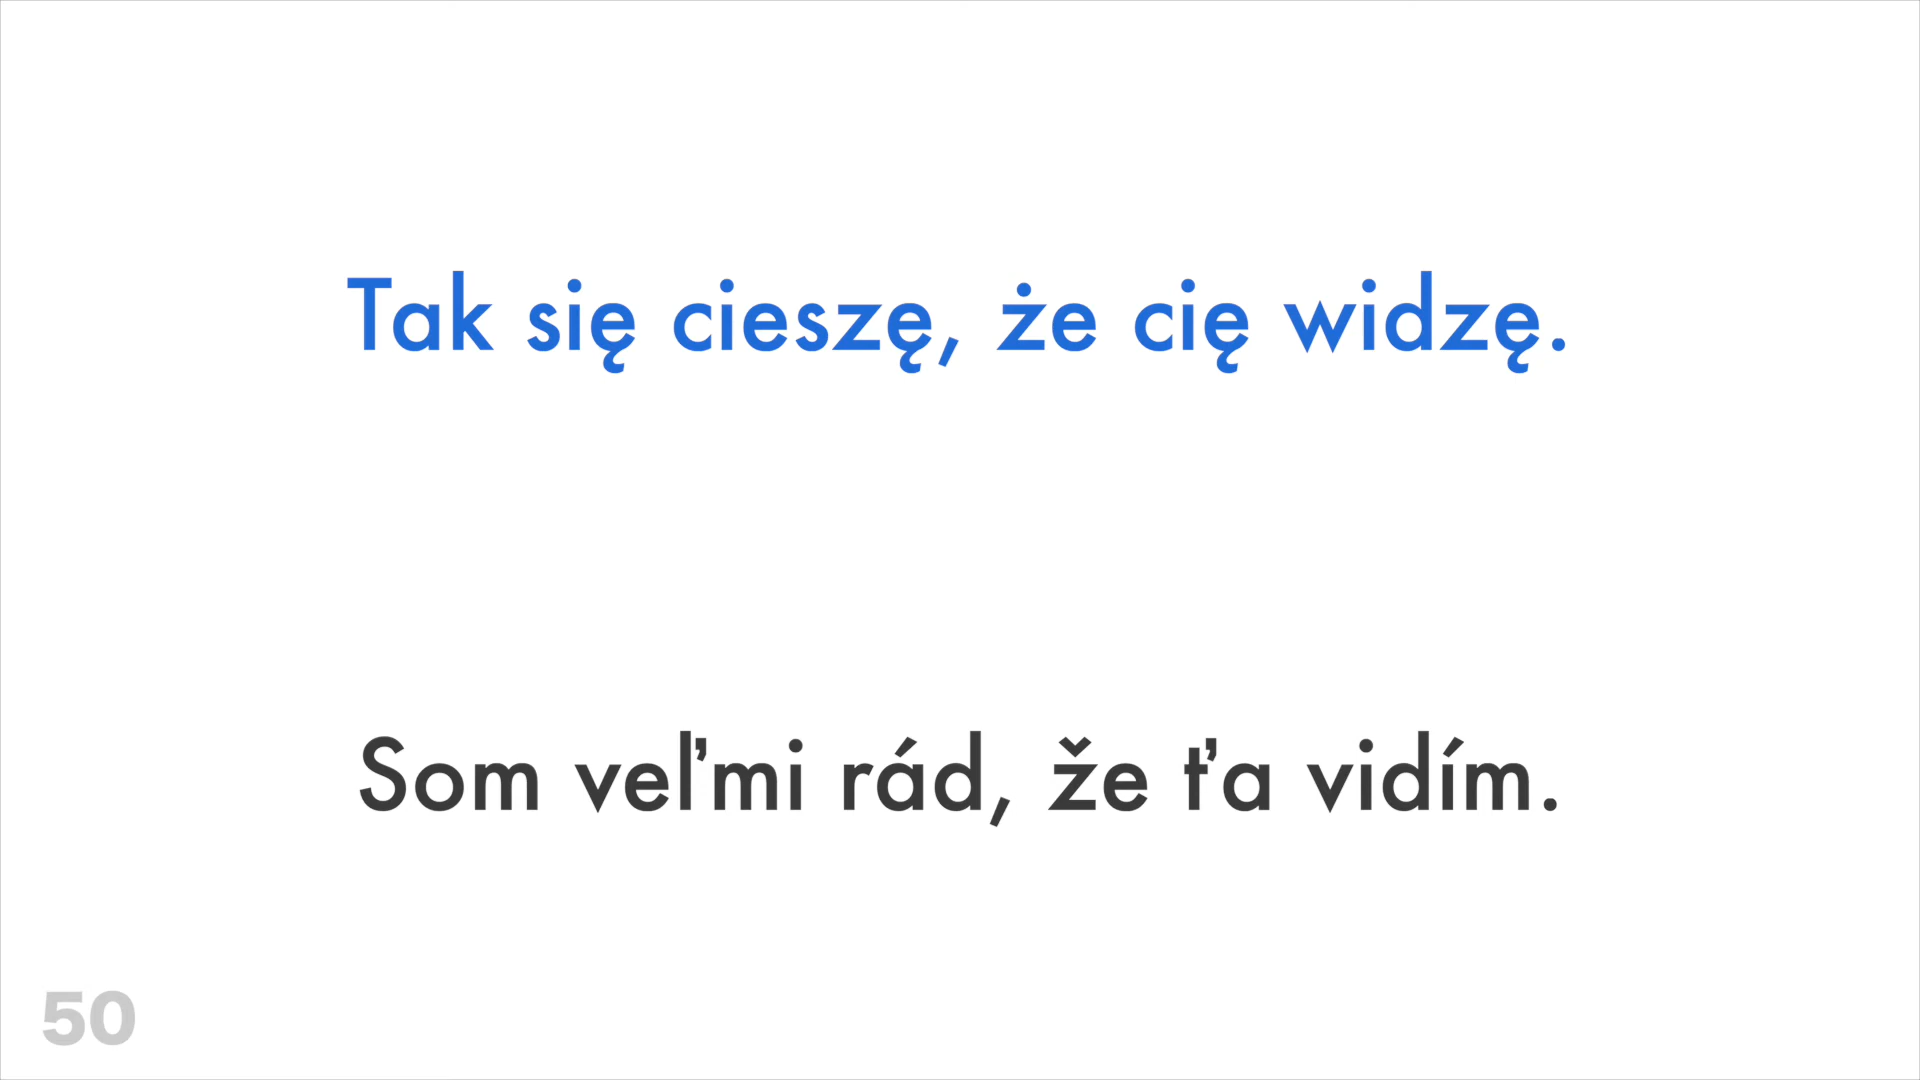 Tak się cieszę, że cię widzę.
Som veľmi rád, že ťa vidím.
50